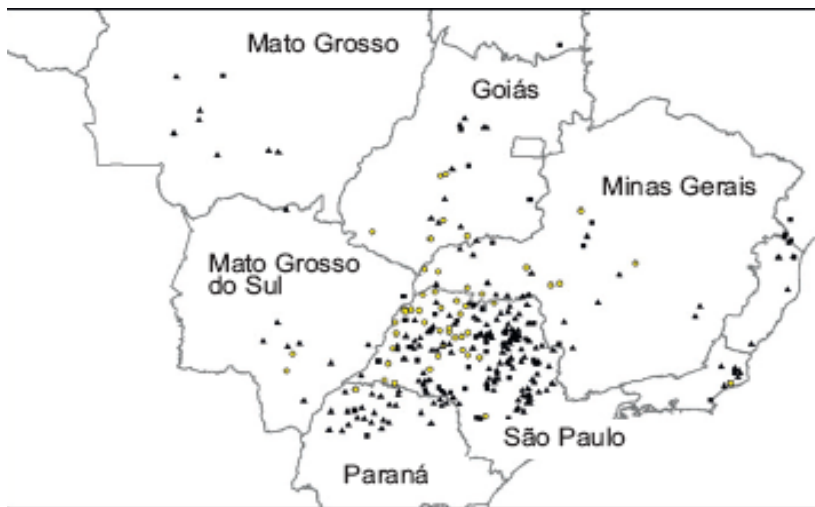 Mato Grosso
Goiás
Minas Gerais
Mato Grosso
do Sul
São Paulo
Paraná